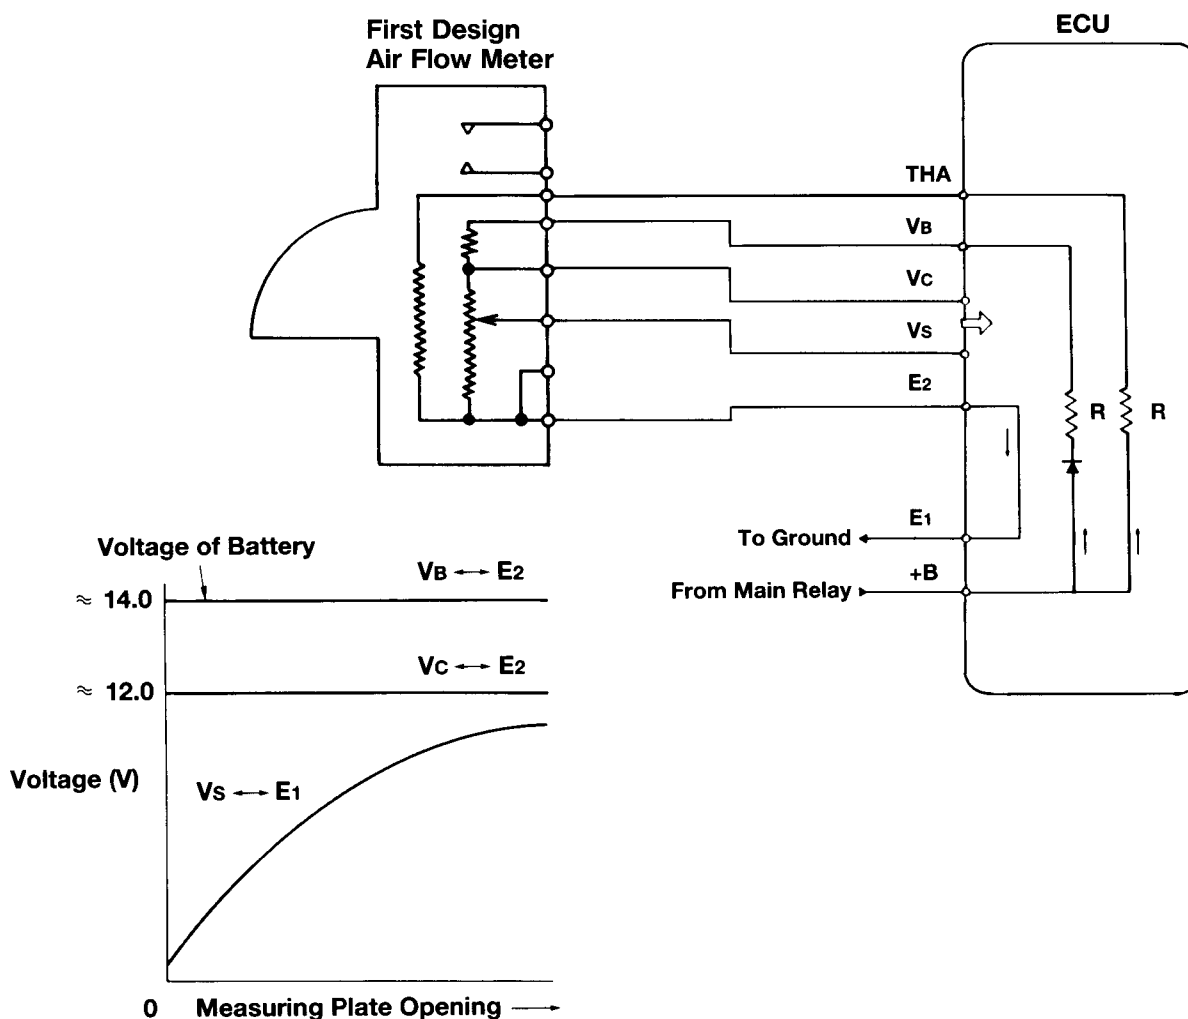 First Design
Air Flow Meter
ECU
THA
VB
VC
VS
E2
R
R
E1
To Ground
+B
From Main Relay
Voltage of Battery
VB ←→ E2
≈ 14.0
VC ←→ E2
≈ 12.0
Voltage (V)
VS ←→ E1
0
Measuring Plate Opening →